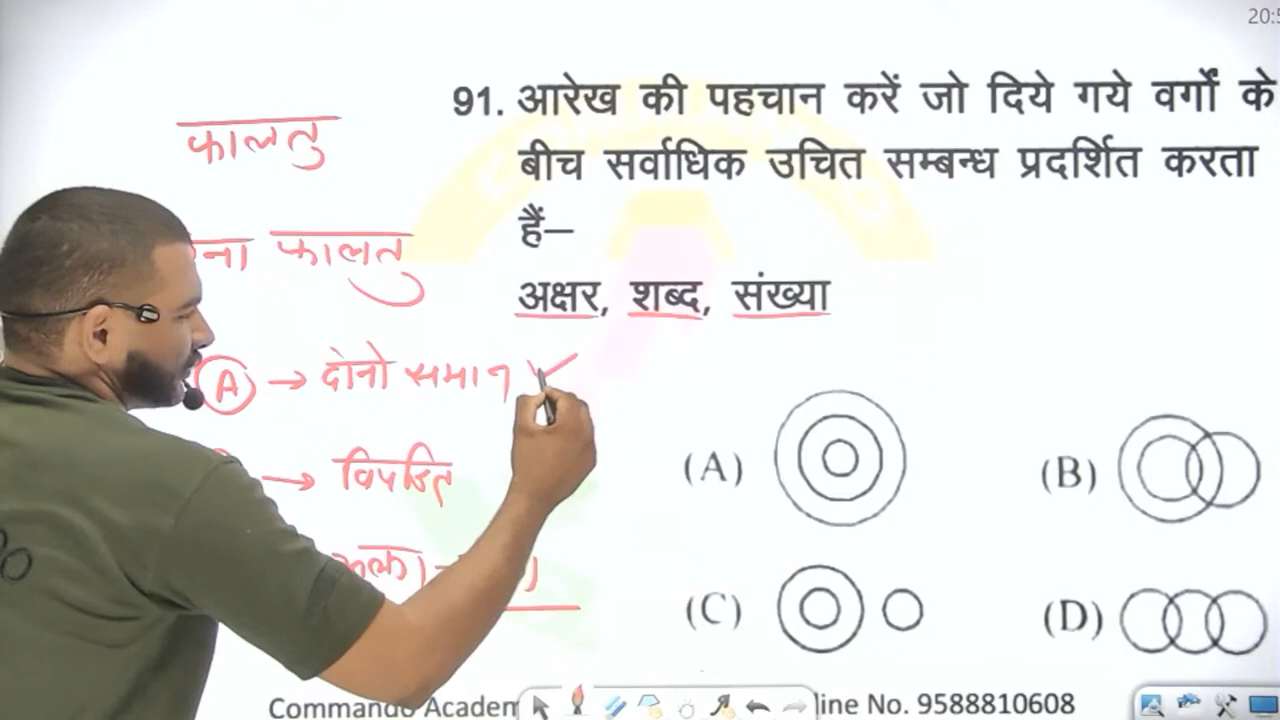 20:5
91. आरेख की पहचान करें जो दिये गये वर्गों के
बीच सर्वाधिक उचित सम्बन्ध प्रदर्शित करता
हैं–
अक्षर, शब्द, संख्या
(A)
(B)
(C)
(D)
फालतु
ना फालतु
A → दोनो समान ✓
→
Commando Academ
line No. 9588810608